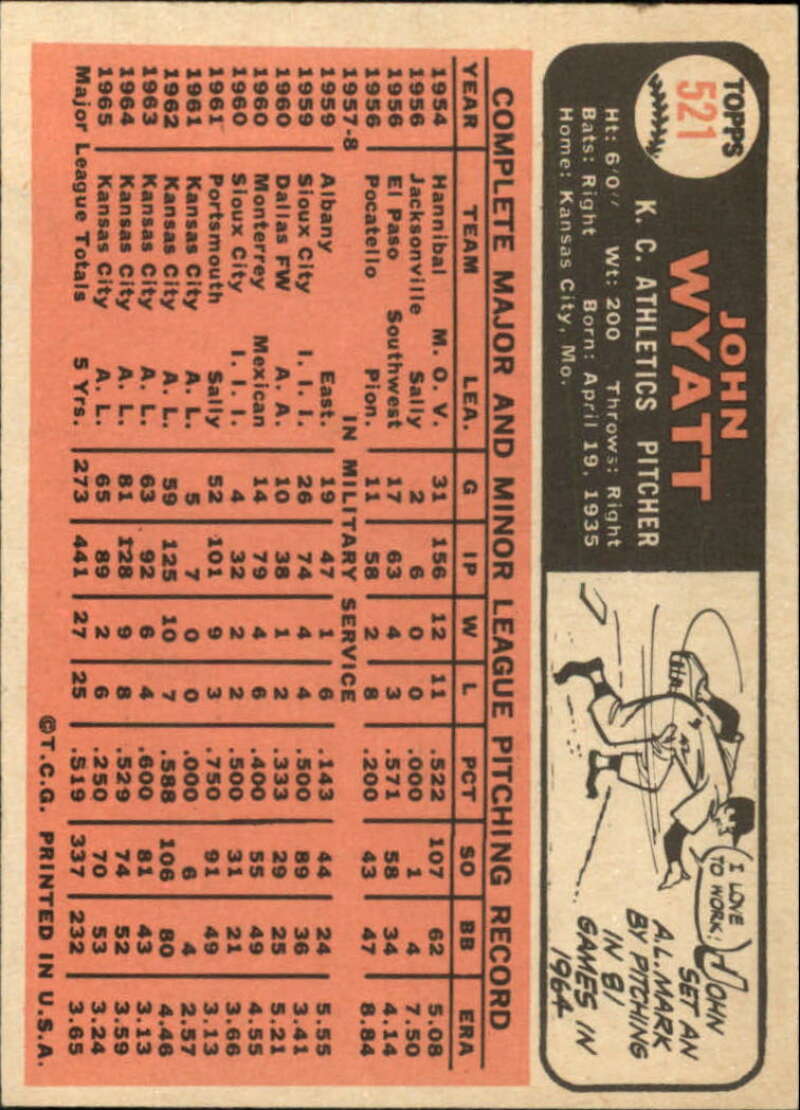 TOPPS
521
JOHN
WYATT
K. C. ATHLETICS PITCHER
Ht: 6'0" Wt: 200 Throws: Right
Bats: Right Born: April 19, 1935
Home: Kansas City, Mo.
I LOVE
TO WORK!
JOHN
SET AN
A.L. MARK
BY PITCHING
IN 81
GAMES IN
1964
COMPLETE MAJOR AND MINOR LEAGUE PITCHING RECORD
YEAR TEAM LEA. G IP W L PCT SO BB ERA
1954 Hannibal M. O. V. 31 156 12 11 .522 107 62 5.08
1956 Jacksonville Sally 2 6 0 0 .000 1 4 7.50
1956 El Paso Southwest 17 63 4 3 .571 58 34 4.14
1956 Pocatello Pion. 11 58 2 8 .200 43 47 8.84
1957-8 IN MILITARY SERVICE
1959 Albany East. 19 47 1 6 .143 44 24 5.55
1959 Sioux City I. I. I. 26 74 4 4 .500 89 36 3.41
1960 Dallas FW A. A. 10 38 1 2 .333 29 25 5.21
1960 Monterrey Mexican 14 79 4 6 .400 55 49 4.55
1960 Sioux City I. I. I. 4 32 2 2 .500 31 21 3.66
1961 Portsmouth Sally 52 101 9 3 .750 91 49 3.13
1961 Kansas City A. L. 5 7 0 0 .000 6 4 2.57
1962 Kansas City A. L. 59 125 10 7 .588 106 80 4.46
1963 Kansas City A. L. 63 92 6 4 .600 81 43 3.13
1964 Kansas City A. L. 81 128 9 8 .529 74 52 3.59
1965 Kansas City A. L. 65 89 2 6 .250 70 53 3.24
Major League Totals 5 Yrs. 273 441 27 25 .519 337 232 3.65
©T.C.G. PRINTED IN U.S.A.